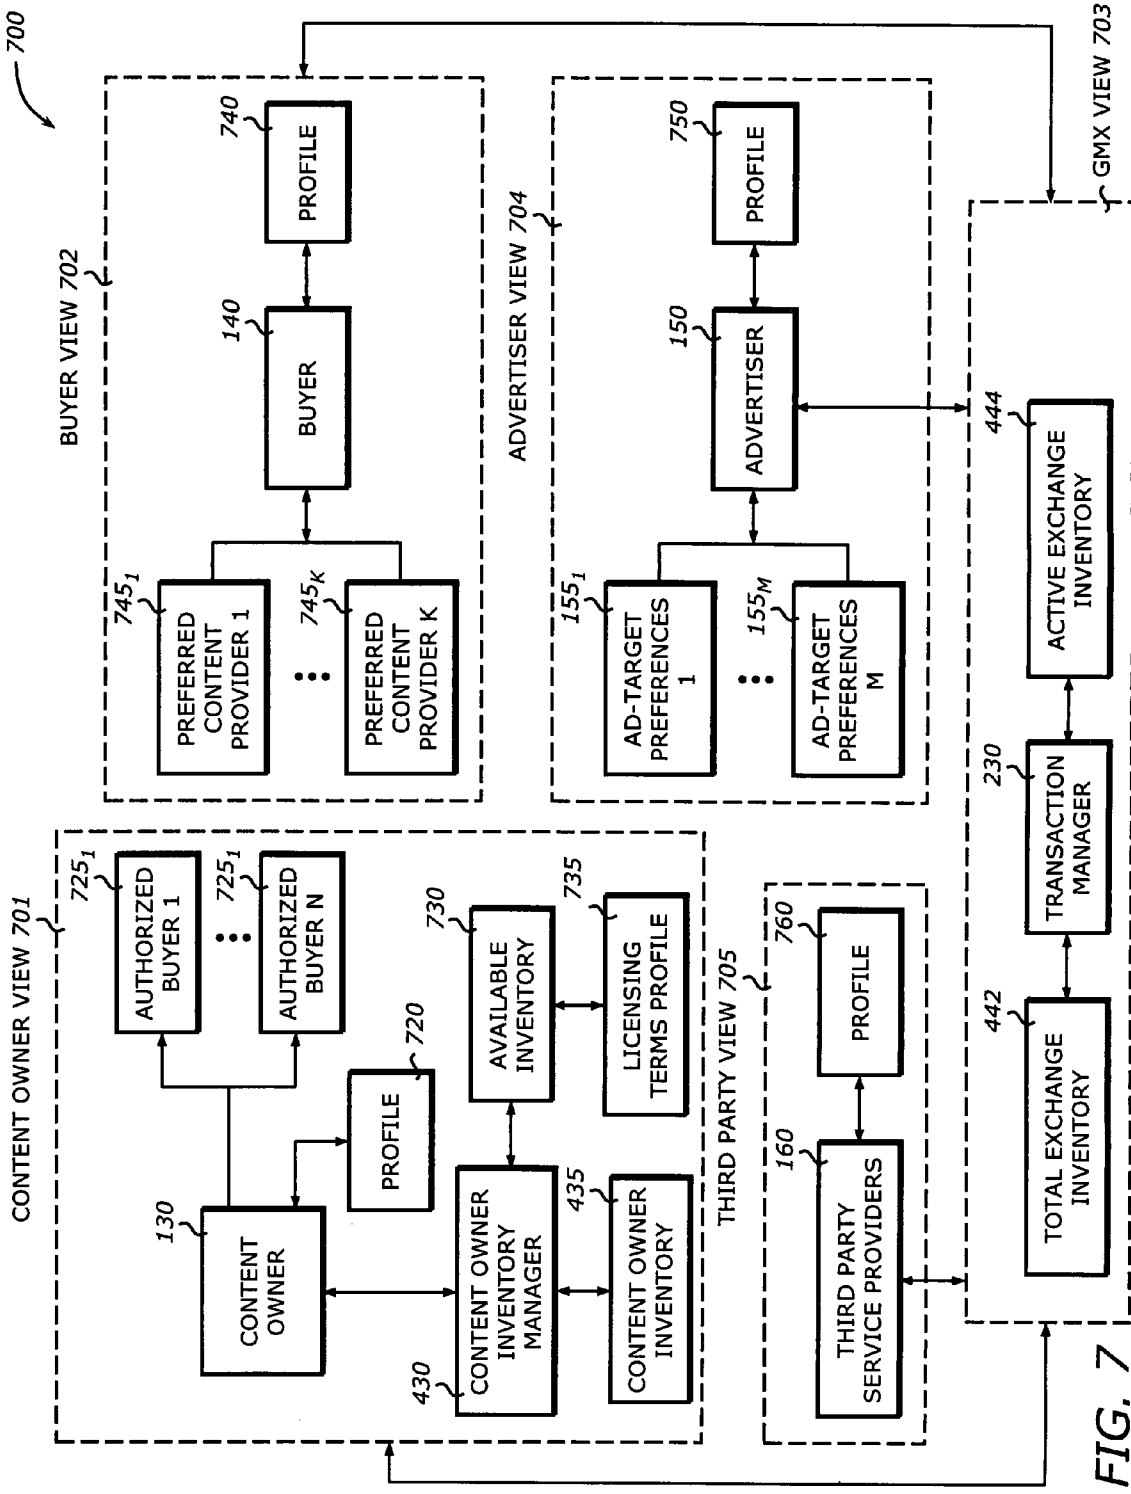 700
CONTENT OWNER VIEW 701
130
CONTENT
OWNER
AUTHORIZED
BUYER 1
725₁
AUTHORIZED
BUYER N
725₁
PROFILE
720
CONTENT OWNER
INVENTORY
MANAGER
430
AVAILABLE
INVENTORY
730
CONTENT OWNER
INVENTORY
435
LICENSING
TERMS PROFILE
735
BUYER VIEW 702
PREFERRED
CONTENT
PROVIDER 1
745₁
PREFERRED
CONTENT
PROVIDER K
745K
BUYER
140
PROFILE
740
ADVERTISER VIEW 704
AD-TARGET
PREFERENCES
1
155₁
AD-TARGET
PREFERENCES
M
155M
ADVERTISER
150
PROFILE
750
THIRD PARTY VIEW 705
THIRD PARTY
SERVICE PROVIDERS
160
PROFILE
760
GMX VIEW 703
TOTAL EXCHANGE
INVENTORY
442
TRANSACTION
MANAGER
230
ACTIVE EXCHANGE
INVENTORY
444
FIG. 7